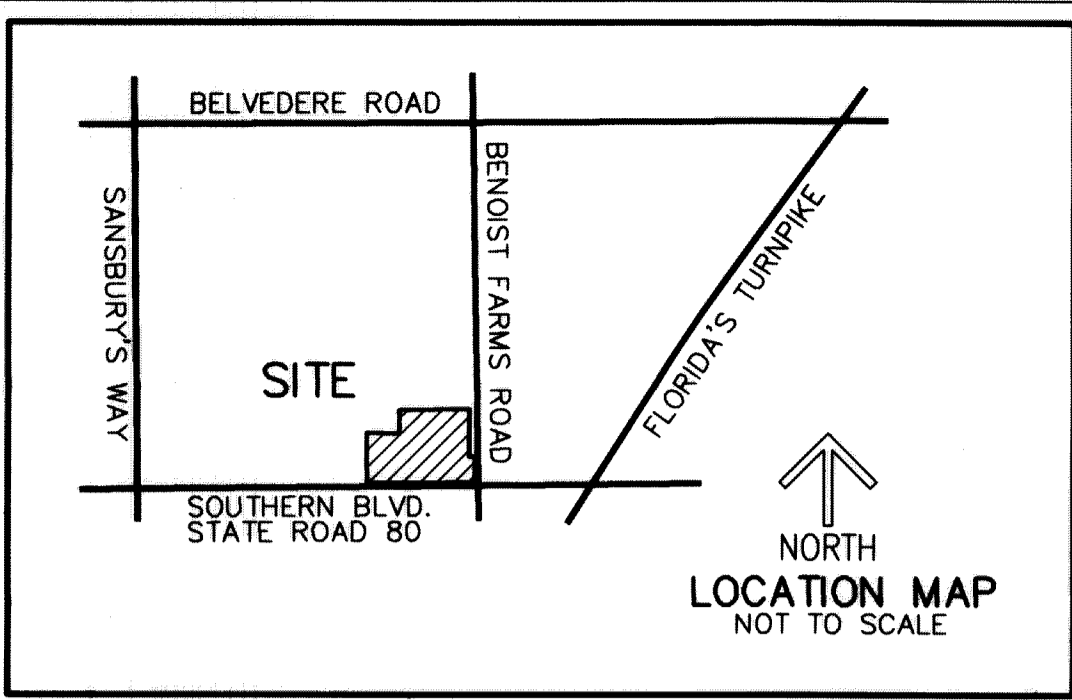 BELVEDERE ROAD
SANSBURY'S WAY
BENOIST FARMS ROAD
FLORIDA'S TURNPIKE
SITE
SOUTHERN BLVD.
STATE ROAD 80
NORTH
LOCATION MAP
NOT TO SCALE